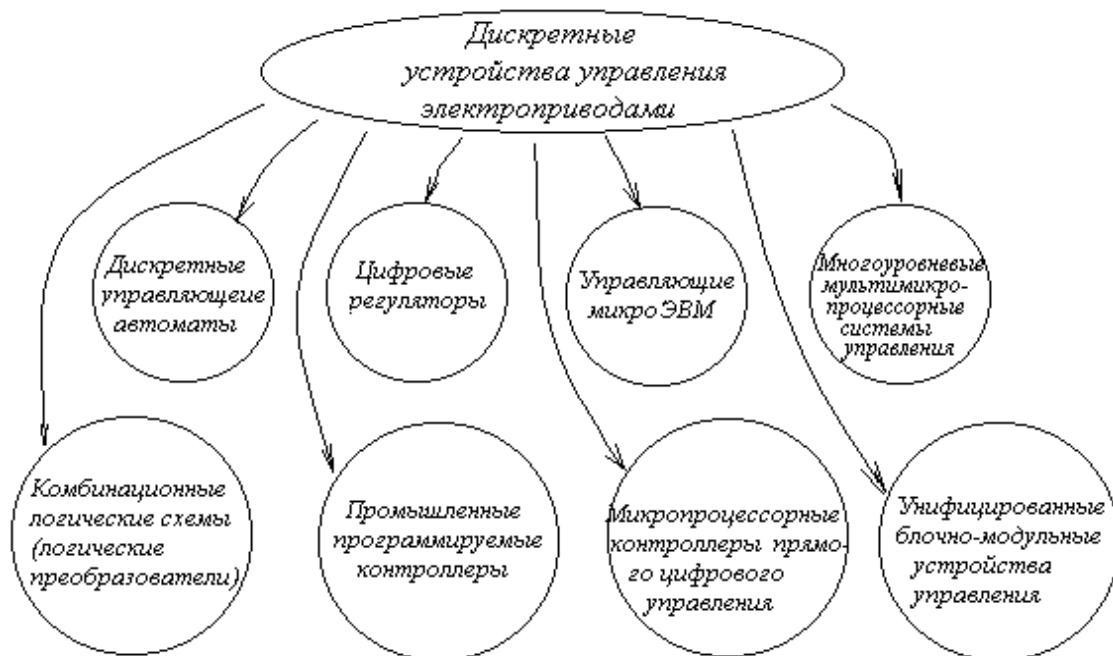 Дискретные
устройства управления
электроприводами
Дискретные
управляющеие
автоматы
Цифровые
регуляторы
Управляющие
микро ЭВМ
Многоуровневые
мультимикро-
процессорные
системы
управления
Комбинационные
логические схемы
(логические
преобразователи)
Промышленные
программируемые
контроллеры
Микропроцессорные
контроллеры прямо-
го цифрового
управления
Унифицированные
блочно-модульные
устройства
управления